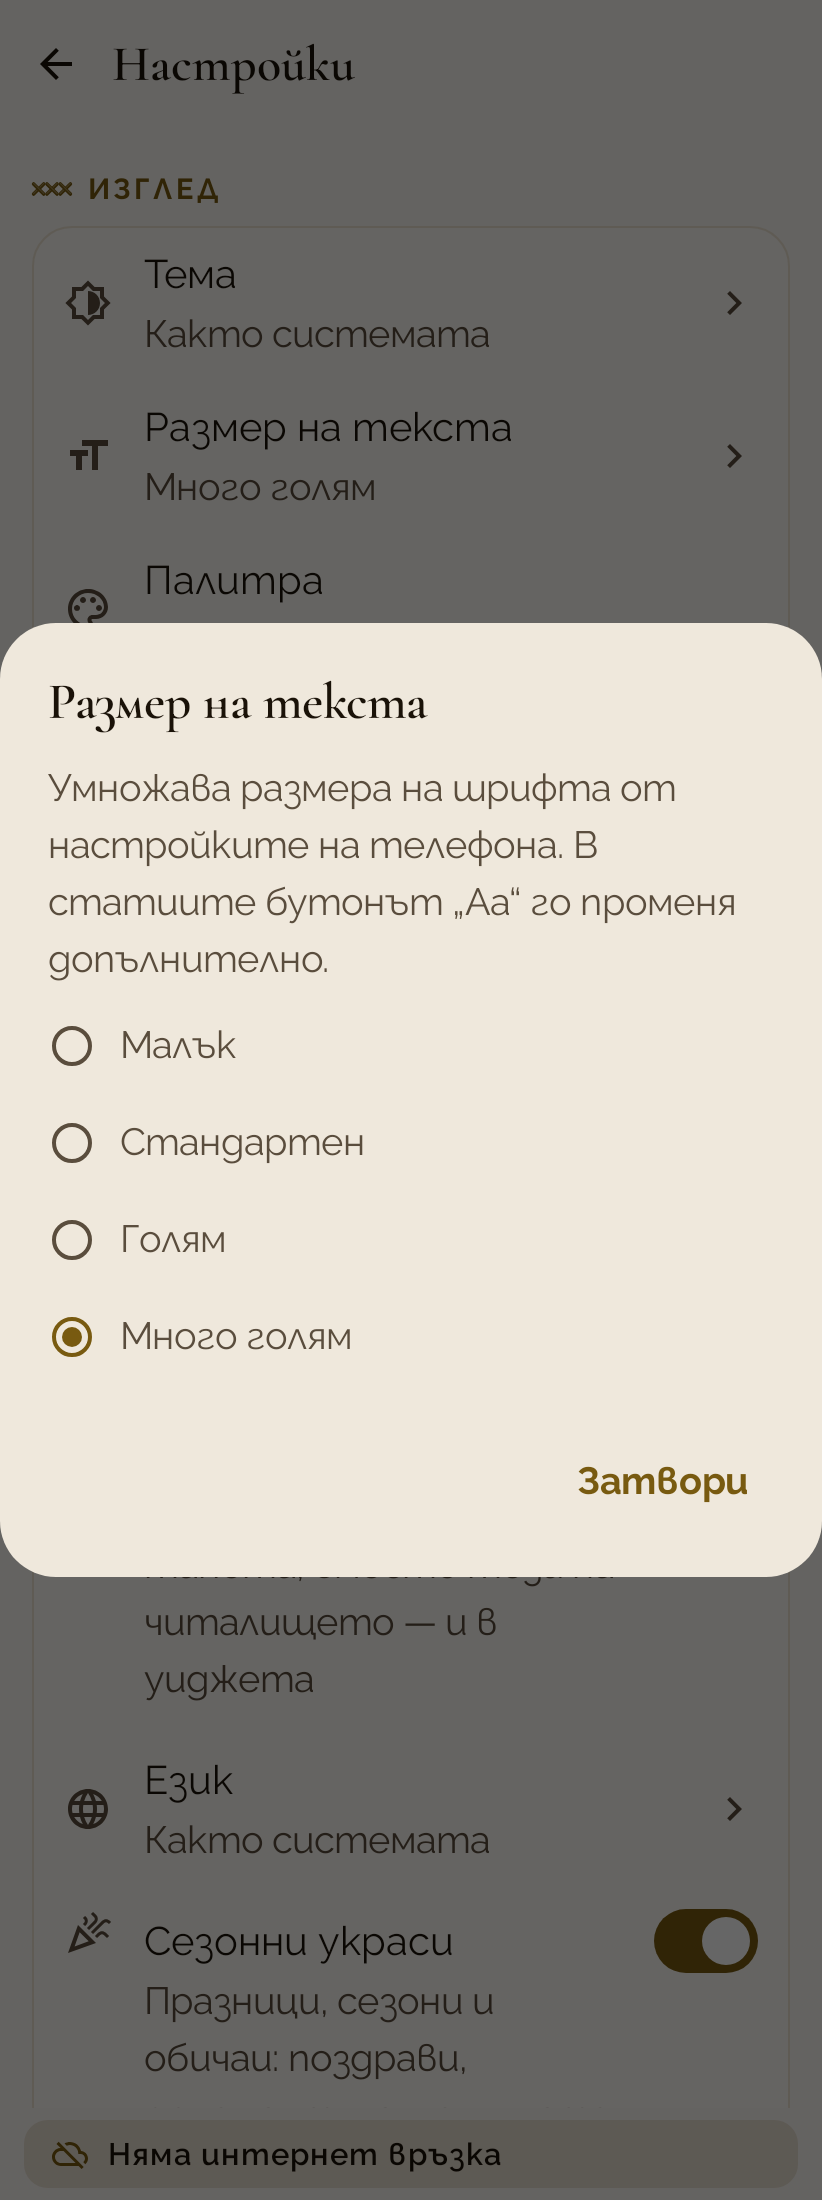 Настройки
ИЗГЛЕД
Тема
Както системата
Размер на текста
Много голям
Палитра
Размер на текста
Умножава размера на шрифта от
настройките на телефона. В
статиите бутонът „Аа“ го променя
допълнително.
Малък
Стандартен
Голям
Много голям
Затвори
читалището — и в
уиджета
Език
Както системата
Сезонни украси
Празници, сезони и
обичаи: поздрави,
Няма интернет връзка